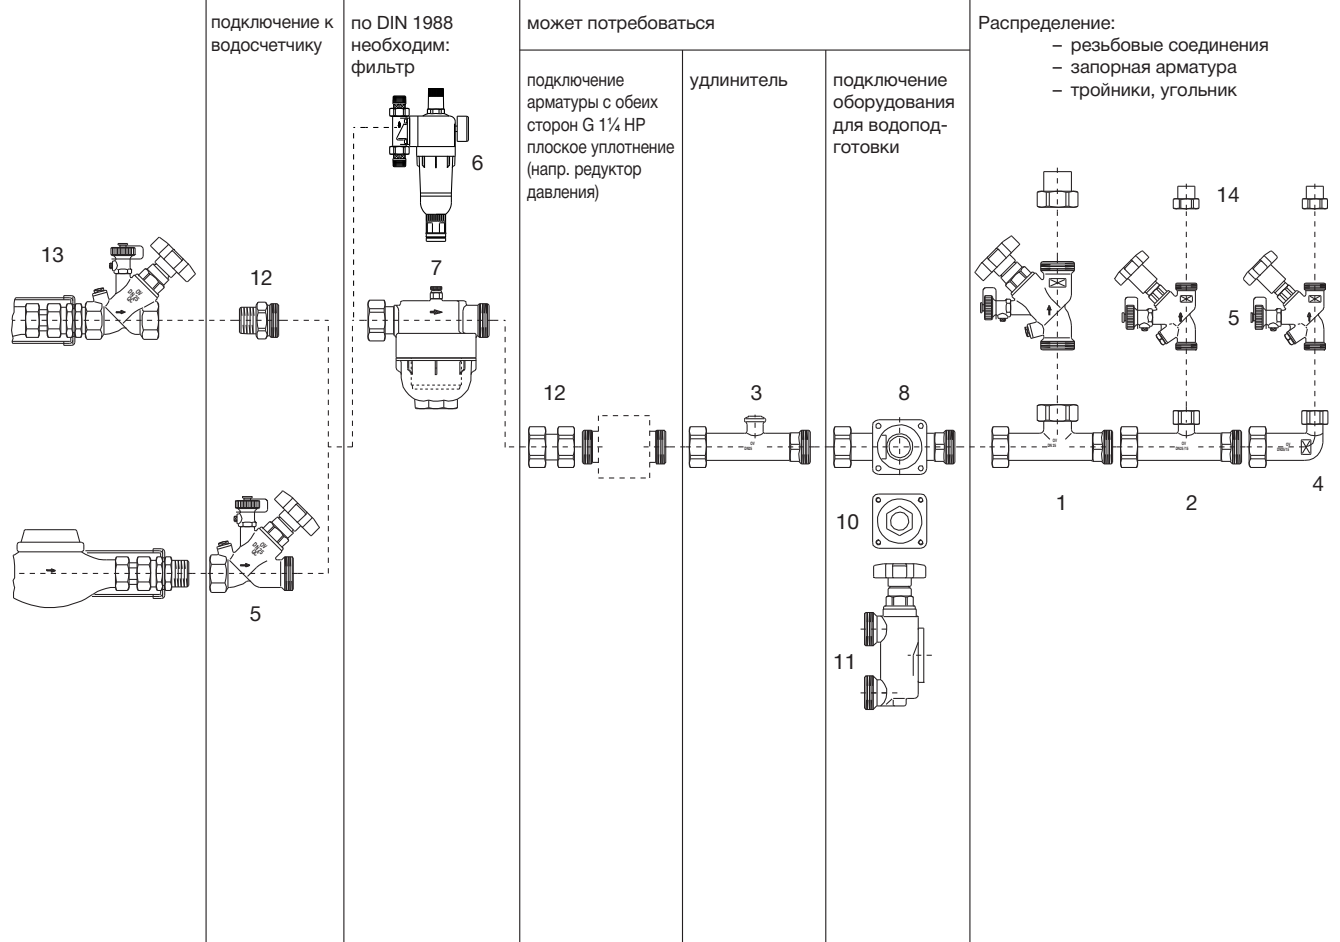 подключение к
водосчетчику
по DIN 1988
необходим:
фильтр
может потребоваться
подключение
арматуры с обеих
сторон G 1¼ НР
плоское уплотнение
(напр. редуктор
давления)
удлинитель
подключение
оборудования
для водопод-
готовки
Распределение:
– резьбовые соединения
– запорная арматура
– тройники, угольник
6
14
13
7
12
5
12
3
8
1
2
4
10
5
11